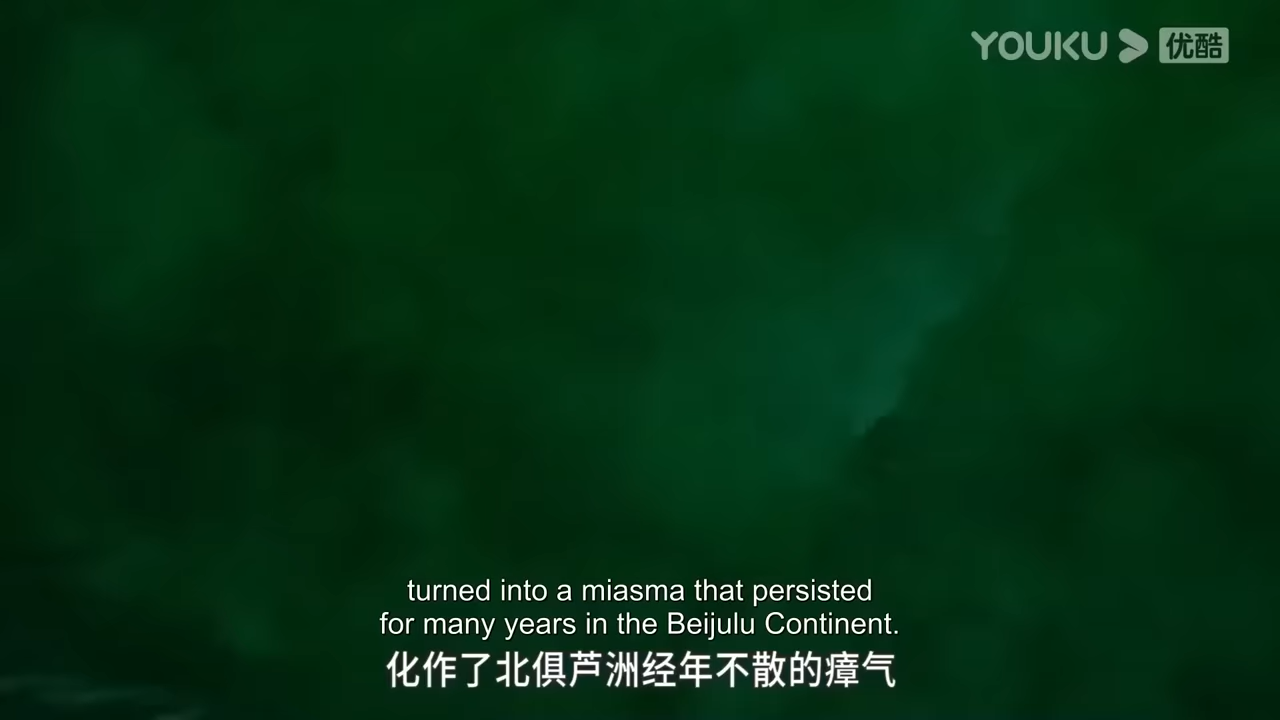 YOUKU 优酷
turned into a miasma that persisted
for many years in the Beijulu Continent.
化作了北俱芦洲经年不散的瘴气